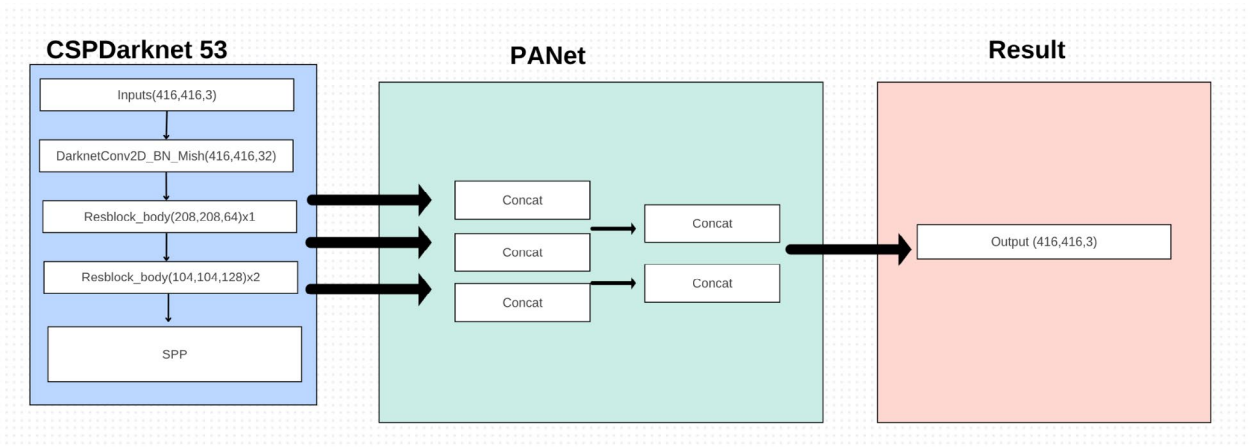 CSPDarknet 53
Inputs(416,416,3)
DarknetConv2D_BN_Mish(416,416,32)
Resblock_body(208,208,64)x1
Resblock_body(104,104,128)x2
SPP
PANet
Concat
Concat
Concat
Concat
Concat
Result
Output (416,416,3)